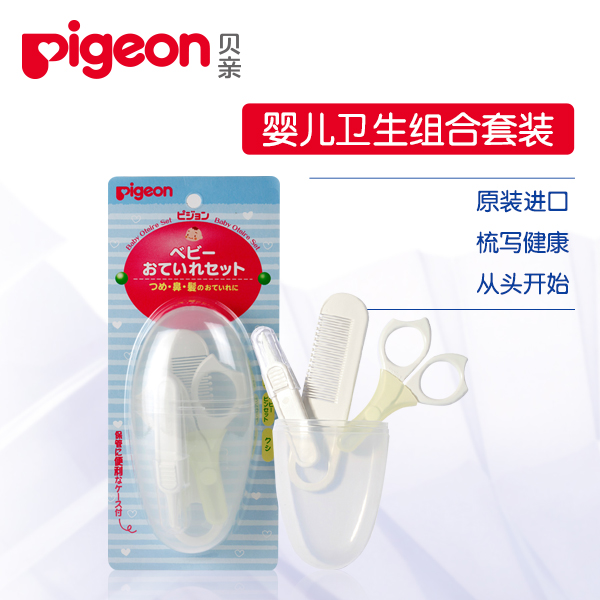 pigeon 贝亲
婴儿卫生组合套装
原装进口
梳写健康
从头开始
pigeon
ピジョン
Baby Oteire Set Baby Oteire Set
ベビー
おていれセット
つめ・鼻・髪のおていれに
クシ
保管に便利なケース付